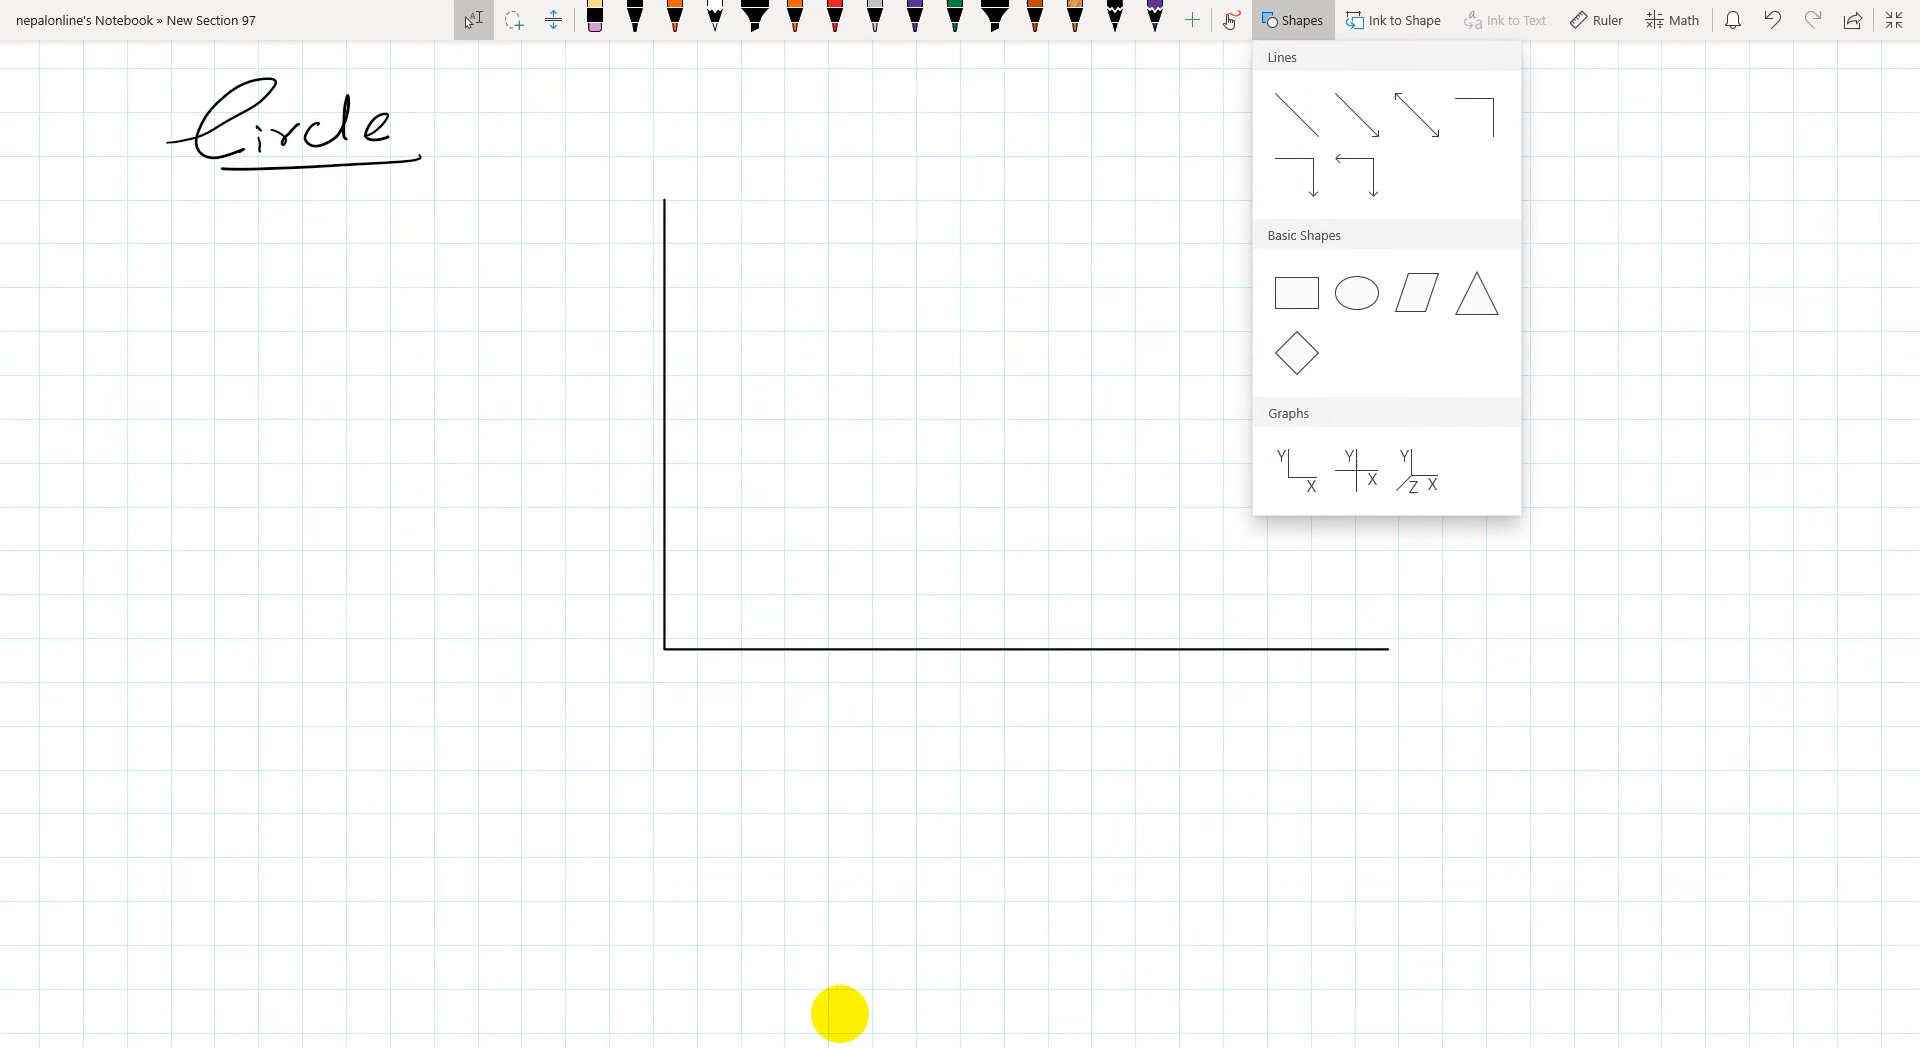 nepalonline's Notebook » New Section 97
Shapes
Ink to Shape
Ink to Text
Ruler
Math
Circle
Lines
Basic Shapes
Graphs
Y Y Y
X X Z X